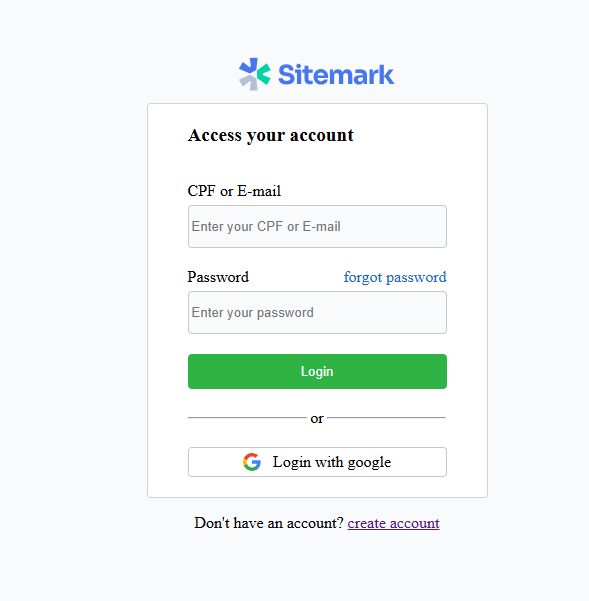 Sitemark
Access your account
CPF or E-mail
Enter your CPF or E-mail
Password forgot password
Enter your password
Login
or
Login with google
Don't have an account? create account